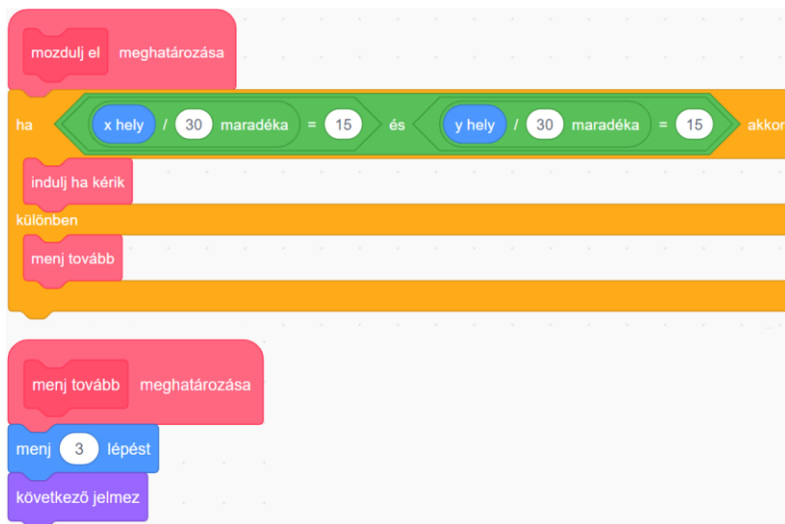 mozdulj el meghatározása
ha x hely / 30 maradéka = 15 és y hely / 30 maradéka = 15 akkor
indulj ha kérik
különben
menj tovább
menj tovább meghatározása
menj 3 lépést
következő jelmez